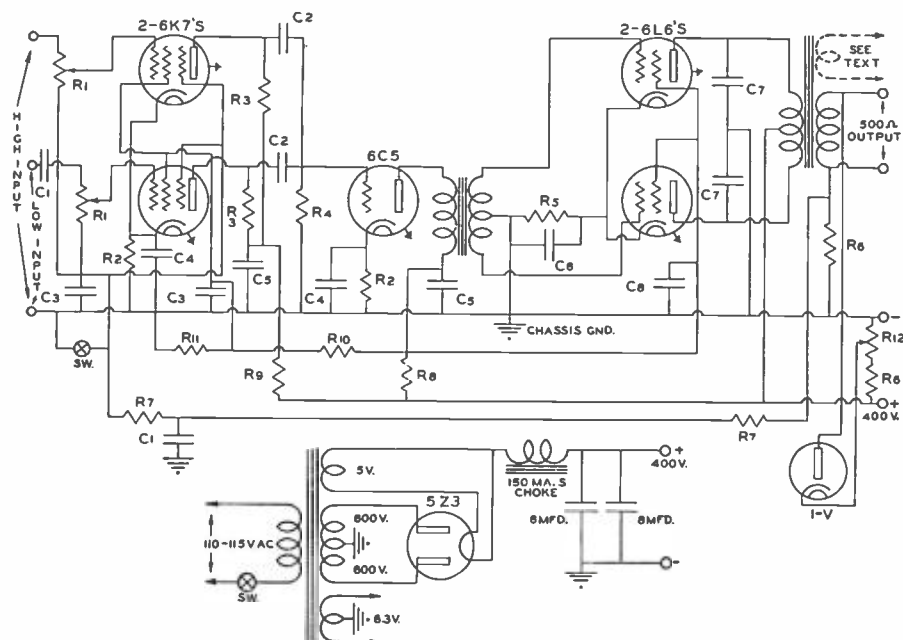 2-6K7'S
C2
2-6L6'S
SEE
TEXT
R1
R3
C7
HIGH INPUT
C2
6C5
500Ω
OUTPUT
C1
LOW INPUT
R1
R3
R4
R5
C7
R2
C4
C5
C6
R6
C3
C3
C4
R2
C5
C8
CHASSIS GND.
-
R12
SW.
R11
R10
R9
R8
R6
+
400V.
R7
C1
R7
5V.
5Z3
150 MA. S
CHOKE
+
400V.
1-V
110-115V AC
600V.
600V.
8MFD.
8MFD.
SW.
6.3V.
-